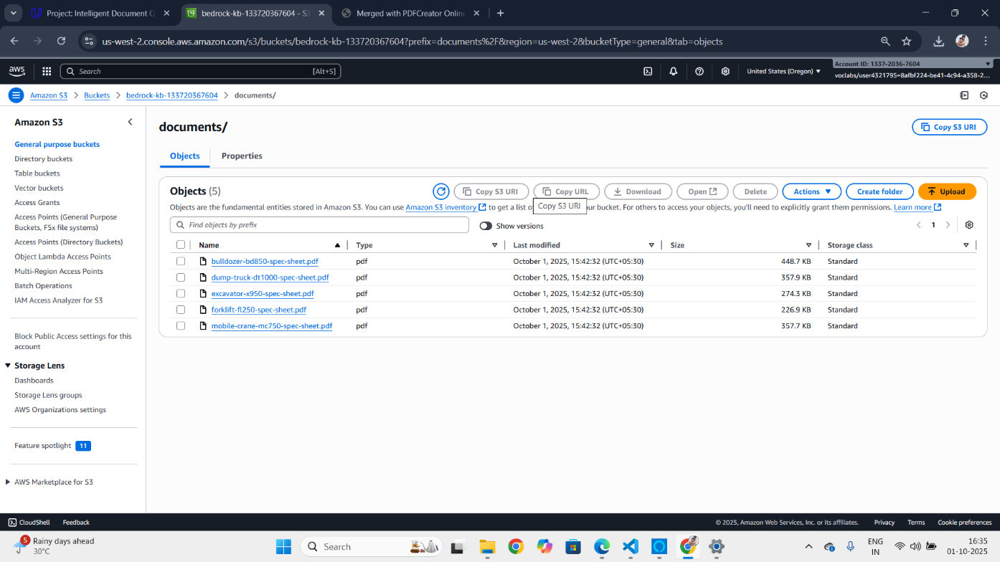 Project: Intelligent Document Q
bedrock-kb-133720367604 - S3
Merged with PDFCreator Online
us-west-2.console.aws.amazon.com/s3/buckets/bedrock-kb-133720367604?prefix=documents%2F&region=us-west-2&bucketType=general&tab=objects
aws
Search
[Alt+S]
United States (Oregon)
Account ID: 1337-2036-7604
voclabs/user4321795=8afbf224-be41-4c94-a358-2...
Amazon S3
Buckets
bedrock-kb-133720367604
documents/
Amazon S3
General purpose buckets
Directory buckets
Table buckets
Vector buckets
Access Grants
Access Points (General Purpose
Buckets, FSx file systems)
Access Points (Directory Buckets)
Object Lambda Access Points
Multi-Region Access Points
Batch Operations
IAM Access Analyzer for S3
Block Public Access settings for this
account
Storage Lens
Dashboards
Storage Lens groups
AWS Organizations settings
Feature spotlight 11
AWS Marketplace for S3
documents/
Copy S3 URI
Objects
Properties
Objects (5)
Copy S3 URI
Copy URL
Download
Open
Delete
Actions
Create folder
Upload
Objects are the fundamental entities stored in Amazon S3. You can use Amazon S3 inventory to get a list of your bucket. For others to access your objects, you'll need to explicitly grant them permissions. Learn more
Copy S3 URI
Find objects by prefix
Show versions
1
Name Type Last modified Size Storage class
bulldozer-bd850-spec-sheet.pdf pdf October 1, 2025, 15:42:32 (UTC+05:30) 448.7 KB Standard
dump-truck-dt1000-spec-sheet.pdf pdf October 1, 2025, 15:42:32 (UTC+05:30) 357.9 KB Standard
excavator-x950-spec-sheet.pdf pdf October 1, 2025, 15:42:32 (UTC+05:30) 274.3 KB Standard
forklift-fl250-spec-sheet.pdf pdf October 1, 2025, 15:42:32 (UTC+05:30) 226.9 KB Standard
mobile-crane-mc750-spec-sheet.pdf pdf October 1, 2025, 15:42:32 (UTC+05:30) 357.7 KB Standard
CloudShell
Feedback
© 2025, Amazon Web Services, Inc. or its affiliates.
Privacy
Terms
Cookie preferences
5
Rainy days ahead
30°C
Search
ENG
IN
16:35
01-10-2025